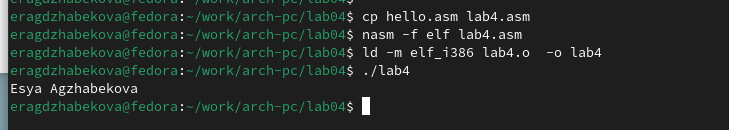 eragdzhabekova@fedora:~/work/arch-pc/lab04$ cp hello.asm lab4.asm
eragdzhabekova@fedora:~/work/arch-pc/lab04$ nasm -f elf lab4.asm
eragdzhabekova@fedora:~/work/arch-pc/lab04$ ld -m elf_i386 lab4.o  -o lab4
eragdzhabekova@fedora:~/work/arch-pc/lab04$ ./lab4
Esya Agzhabekova
eragdzhabekova@fedora:~/work/arch-pc/lab04$